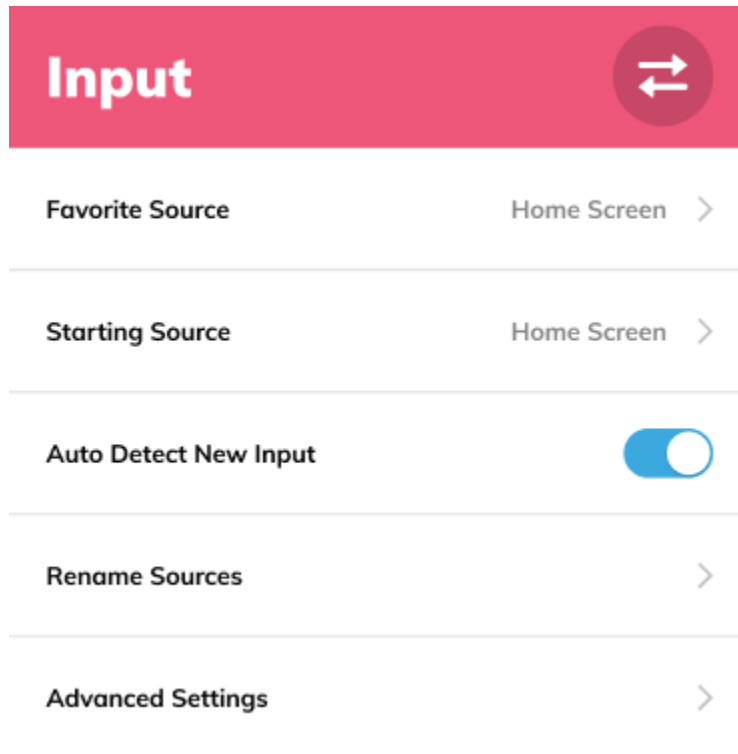 Input
Favorite Source Home Screen
Starting Source Home Screen
Auto Detect New Input
Rename Sources
Advanced Settings